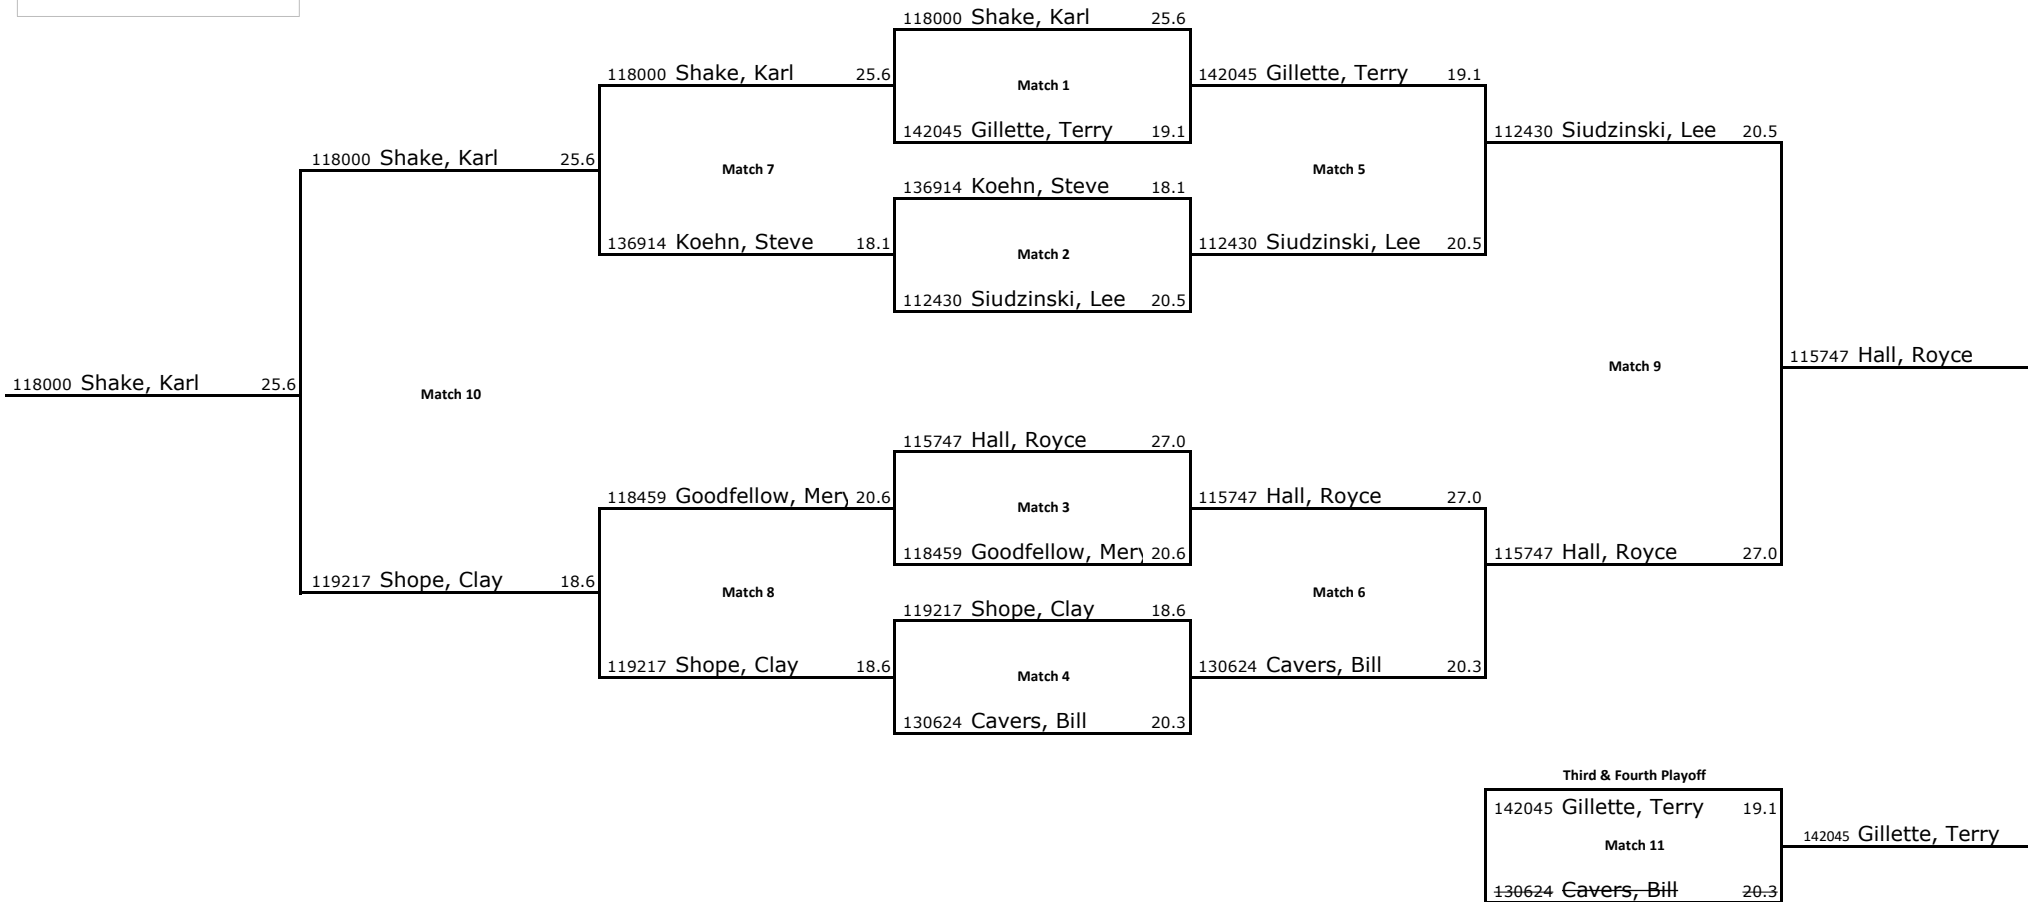 118000 Shake, Karl 25.6
118000 Shake, Karl 25.6
Match 1
142045 Gillette, Terry 19.1
142045 Gillette, Terry 19.1
112430 Siudzinski, Lee 20.5
118000 Shake, Karl 25.6
Match 7
Match 5
136914 Koehn, Steve 18.1
136914 Koehn, Steve 18.1
Match 2
112430 Siudzinski, Lee 20.5
112430 Siudzinski, Lee 20.5
118000 Shake, Karl 25.6
Match 10
Match 9
115747 Hall, Royce
115747 Hall, Royce 27.0
118459 Goodfellow, Mery 20.6
Match 3
115747 Hall, Royce 27.0
118459 Goodfellow, Mery 20.6
115747 Hall, Royce 27.0
119217 Shope, Clay 18.6
Match 8
Match 6
119217 Shope, Clay 18.6
119217 Shope, Clay 18.6
Match 4
130624 Cavers, Bill 20.3
130624 Cavers, Bill 20.3
Third & Fourth Playoff
142045 Gillette, Terry 19.1
Match 11
142045 Gillette, Terry
130624 Cavers, Bill 20.3